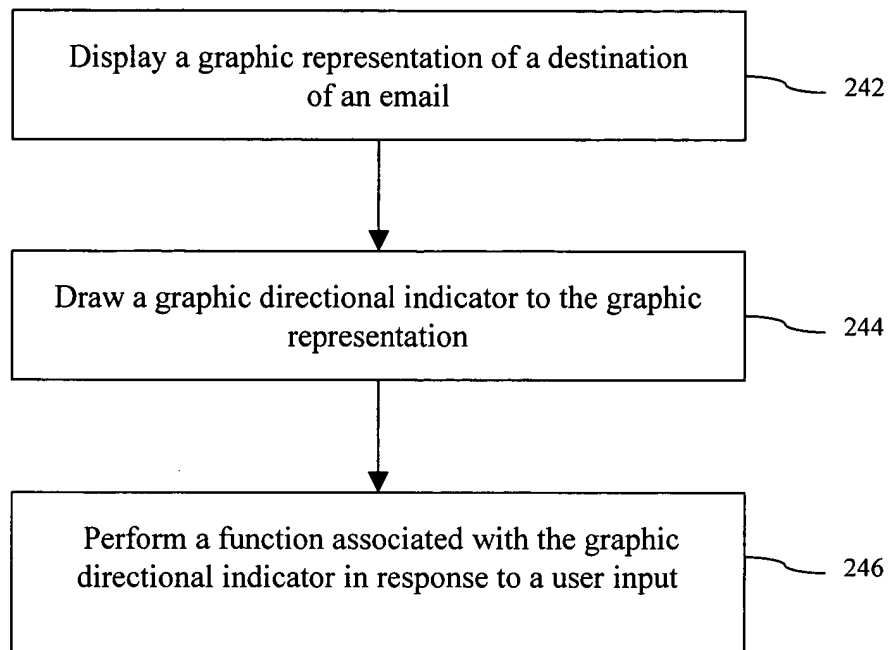 Display a graphic representation of a destination
of an email
242
Draw a graphic directional indicator to the graphic
representation
244
Perform a function associated with the graphic
directional indicator in response to a user input
246